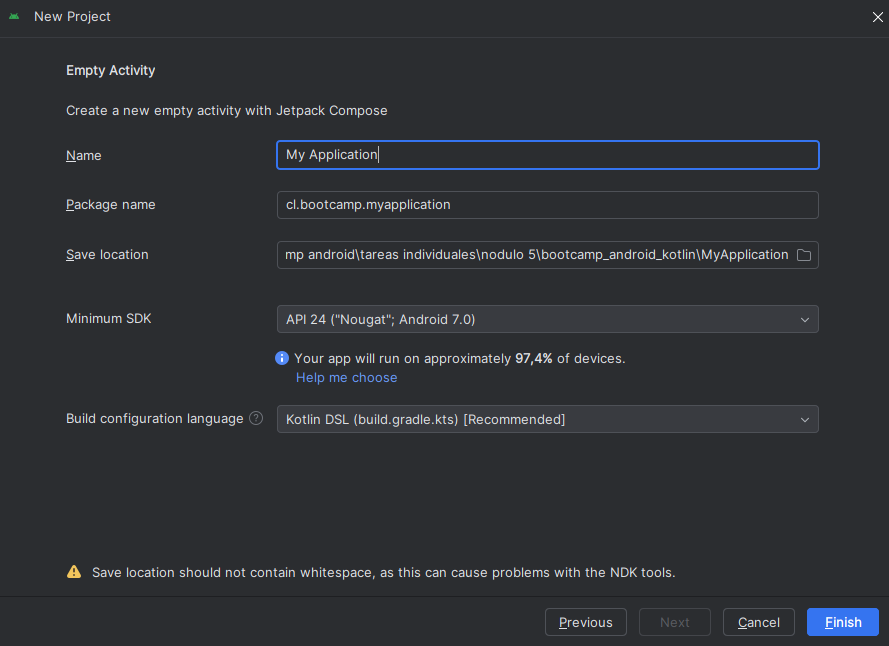 New Project
Empty Activity
Create a new empty activity with Jetpack Compose
Name My Application
Package name cl.bootcamp.myapplication
Save location mp android\tareas individuales\nodulo 5\bootcamp_android_kotlin\MyApplication
Minimum SDK API 24 ("Nougat"; Android 7.0)
Your app will run on approximately 97,4% of devices.
Help me choose
Build configuration language ? Kotlin DSL (build.gradle.kts) [Recommended]
Save location should not contain whitespace, as this can cause problems with the NDK tools.
Previous Next Cancel Finish